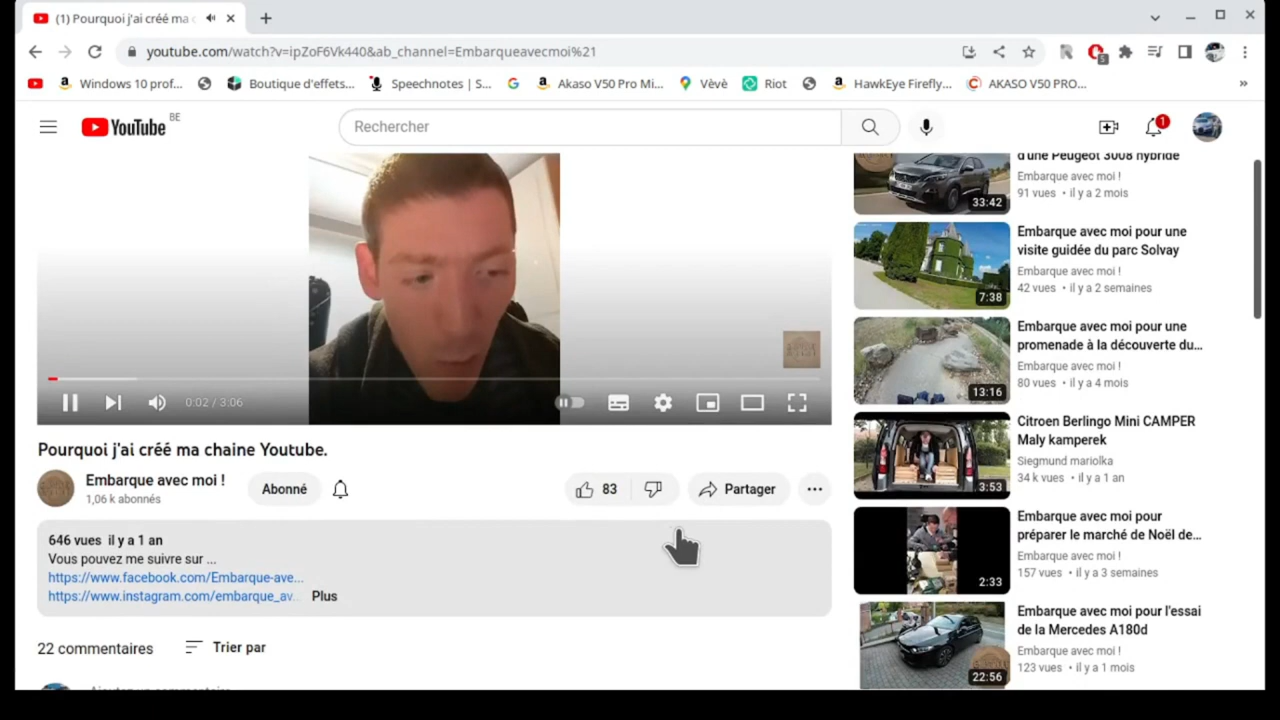 (1) Pourquoi j'ai créé ma c
youtube.com/watch?v=ipZoF6Vk440&ab_channel=Embarqueavecmoi%21
5
Windows 10 prof...
Boutique d'effets...
Speechnotes | S...
Akaso V50 Pro Mi...
Vèvè
Riot
HawkEye Firefly...
AKASO V50 PRO...
YouTube BE
Rechercher
1
0:02 / 3:06
Pourquoi j'ai créé ma chaine Youtube.
Embarque avec moi !
1,06 k abonnés
Abonné
83
Partager
646 vues il y a 1 an
Vous pouvez me suivre sur ...
https://www.facebook.com/Embarque-ave...
https://www.instagram.com/embarque_av...
Plus
22 commentaires
Trier par
Ajoutez un commentaire
d'une Peugeot 3008 hybride
Embarque avec moi !
91 vues • il y a 2 mois
33:42
Embarque avec moi pour une
visite guidée du parc Solvay
Embarque avec moi !
42 vues • il y a 2 semaines
7:38
Embarque avec moi pour une
promenade à la découverte du...
Embarque avec moi !
80 vues • il y a 4 mois
13:16
Citroen Berlingo Mini CAMPER
Maly kamperek
Siegmund mariolka
34 k vues • il y a 1 an
3:53
Embarque avec moi pour
préparer le marché de Noël de...
Embarque avec moi !
157 vues • il y a 3 semaines
2:33
Embarque avec moi pour l'essai
de la Mercedes A180d
Embarque avec moi !
123 vues • il y a 1 mois
22:56